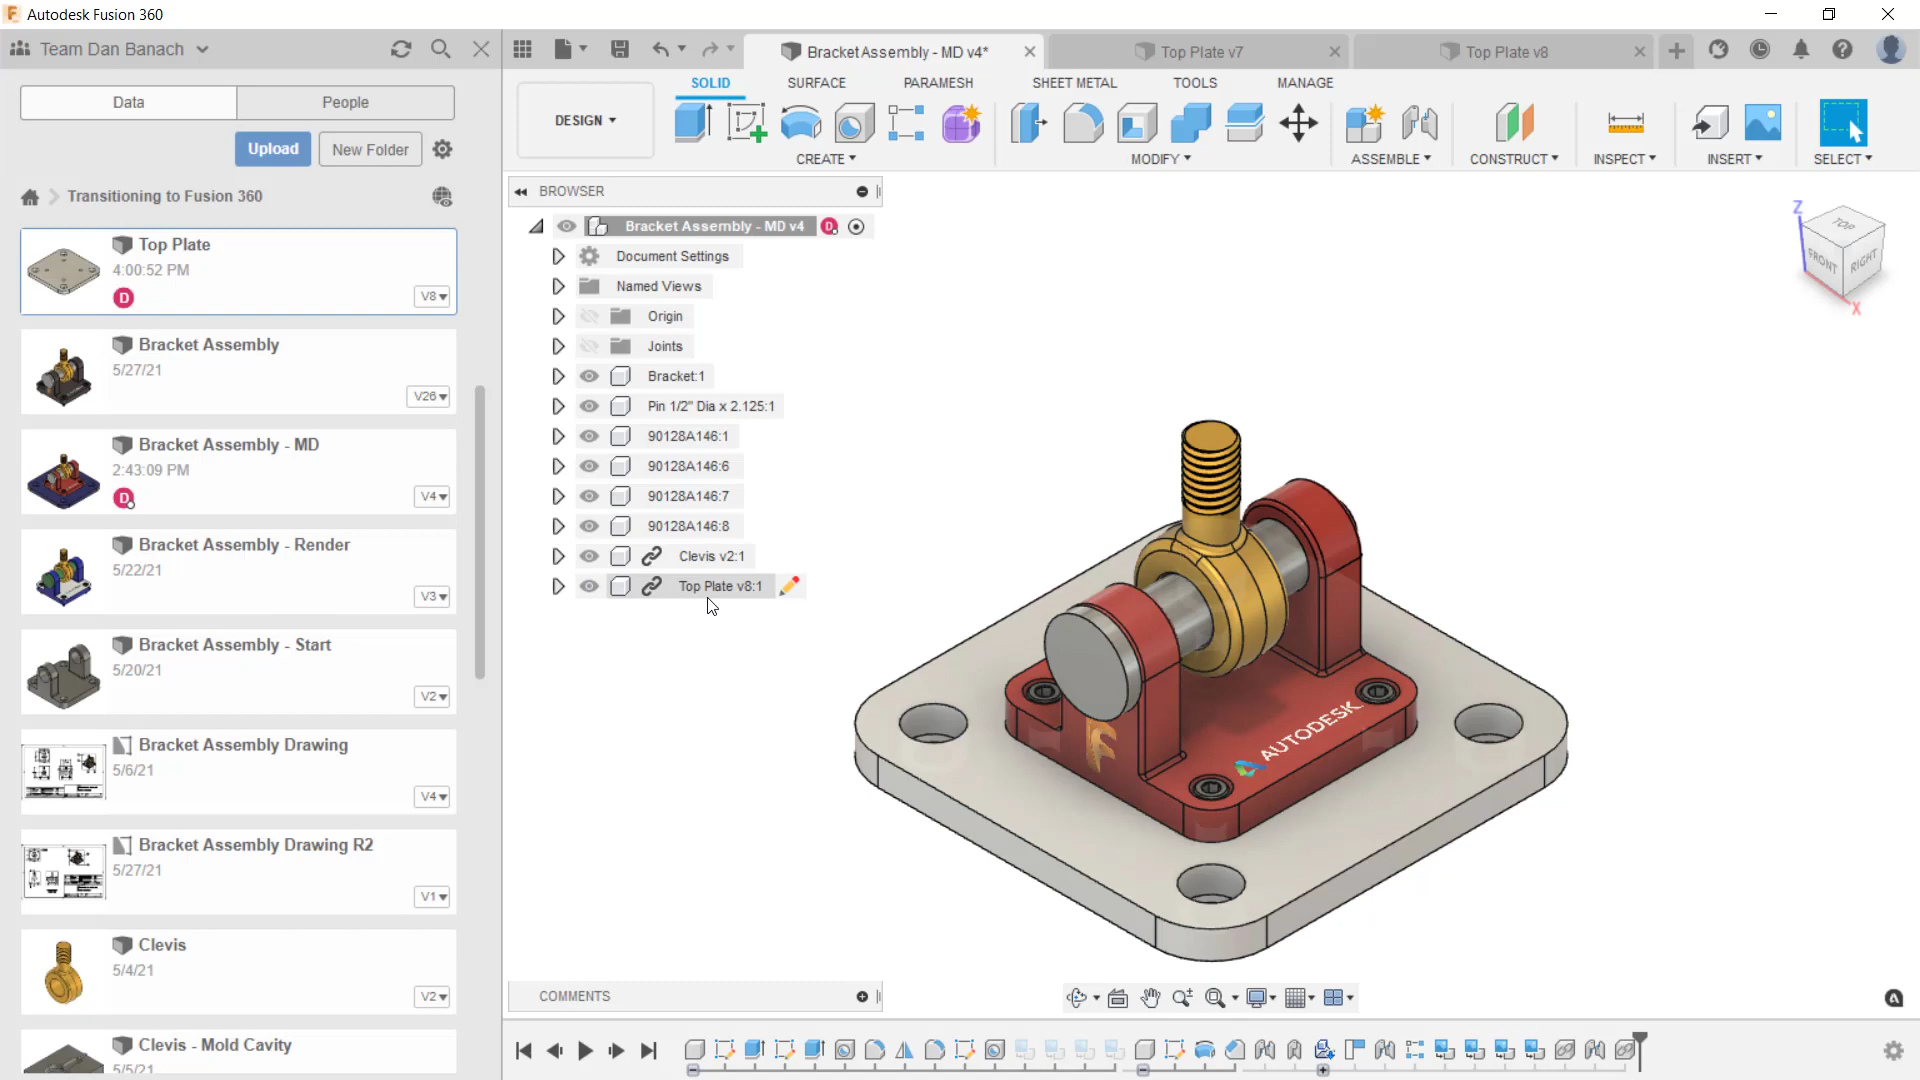 Autodesk Fusion 360
Team Dan Banach
Bracket Assembly - MD v4*
Top Plate v7
Top Plate v8
Data
People
Upload
New Folder
Transitioning to Fusion 360
DESIGN
SOLID
SURFACE
PARAMESH
SHEET METAL
TOOLS
MANAGE
CREATE
MODIFY
ASSEMBLE
CONSTRUCT
INSPECT
INSERT
SELECT
Top Plate
4:00:52 PM
D
V8
Bracket Assembly
5/27/21
V26
Bracket Assembly - MD
2:43:09 PM
D
V4
Bracket Assembly - Render
5/22/21
V3
Bracket Assembly - Start
5/20/21
V2
Bracket Assembly Drawing
5/6/21
V4
Bracket Assembly Drawing R2
5/27/21
V1
Clevis
5/4/21
V2
Clevis - Mold Cavity
5/5/21
BROWSER
Bracket Assembly - MD v4
D
Document Settings
Named Views
Origin
Joints
Bracket:1
Pin 1/2" Dia x 2.125:1
90128A146:1
90128A146:6
90128A146:7
90128A146:8
Clevis v2:1
Top Plate v8:1
Z
TOP
FRONT
RIGHT
X
F
AUTODESK.
COMMENTS